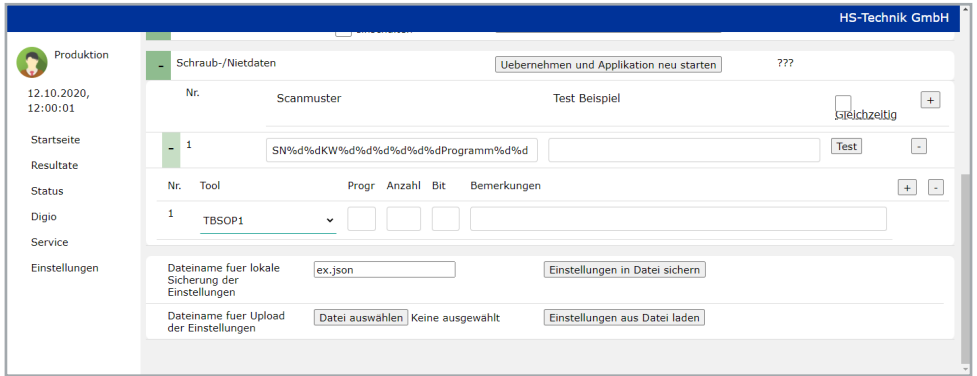 HS-Technik GmbH
Produktion
12.10.2020,
12:00:01
Startseite
Resultate
Status
Digio
Service
Einstellungen
- Schraub-/Nietdaten Uebernehmen und Applikation neu starten ???
Nr. Scanmuster Test Beispiel Gleichzeitig +
- 1 SN%d%dKW%d%d%d%d%d%dProgramm%d%d Test -
Nr. Tool Progr Anzahl Bit Bemerkungen + -
1 TBSOP1
Dateiname fuer lokale
Sicherung der
Einstellungen
ex.json Einstellungen in Datei sichern
Dateiname fuer Upload
der Einstellungen
Datei auswählen Keine ausgewählt Einstellungen aus Datei laden